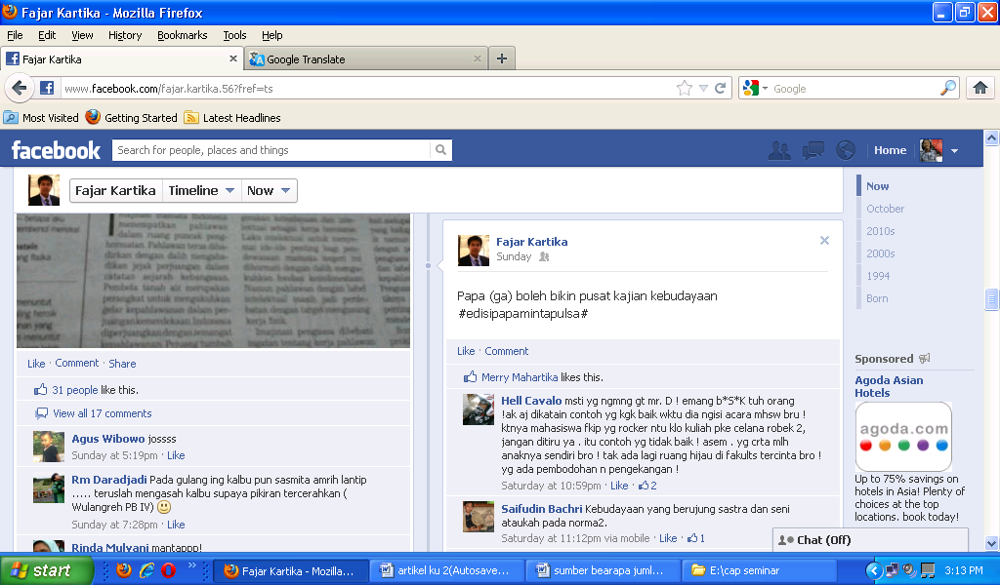 Fajar Kartika - Mozilla Firefox
File Edit View History Bookmarks Tools Help
Fajar Kartika
Google Translate
www.facebook.com/fajar.kartika.56?fref=ts
Google
Most Visited Getting Started Latest Headlines
facebook
Search for people, places and things
Home
Fajar Kartika Timeline Now
Now
October
2010s
2000s
1994
Born
Like · Comment · Share
31 people like this.
View all 17 comments
Agus Wibowo jossss
Sunday at 5:19pm · Like
Rm Daradjadi Pada gulang ing kalbu pun sasmita amrih lantip
..... teruslah mengasah kalbu supaya pikiran tercerahkan (
Wulangreh PB IV)
Sunday at 7:28pm · Like
Rinda Mulyani mantappp!
Fajar Kartika
Sunday
Papa (ga) boleh bikin pusat kajian kebudayaan
#edisipapamintapulsa#
Like · Comment
Merry Mahartika likes this.
Hell Cavalo msti yg ngmng gt mr. D ! emang b*S*K tuh orang
!ak aj dikatain contoh yg kgk baik wktu dia ngisi acara mhsw bru !
ktnya mahasiswa fkip yg rocker ntu klo kuliah pke celana robek 2,
jangan ditiru ya . itu contoh yg tidak baik ! asem . yg crta mlh
anaknya sendiri bro ! tak ada lagi ruang hijau di fakults tercinta bro !
yg ada pembodohan n pengekangan !
Saturday at 10:59pm · Like · 2
Saifudin Bachri Kebudayaan yang berujung sastra dan seni
ataukah pada norma2.
Saturday at 11:12pm via mobile · Like · 1
Sponsored
Agoda Asian
Hotels
agoda.com
Up to 75% savings on
hotels in Asia! Plenty of
choices at the top
locations. book today!
Chat (Off)
start
Fajar Kartika - Mozilla...
artikel ku 2(Autosave...
sumber bearapa juml...
E:\cap seminar
3:13 PM